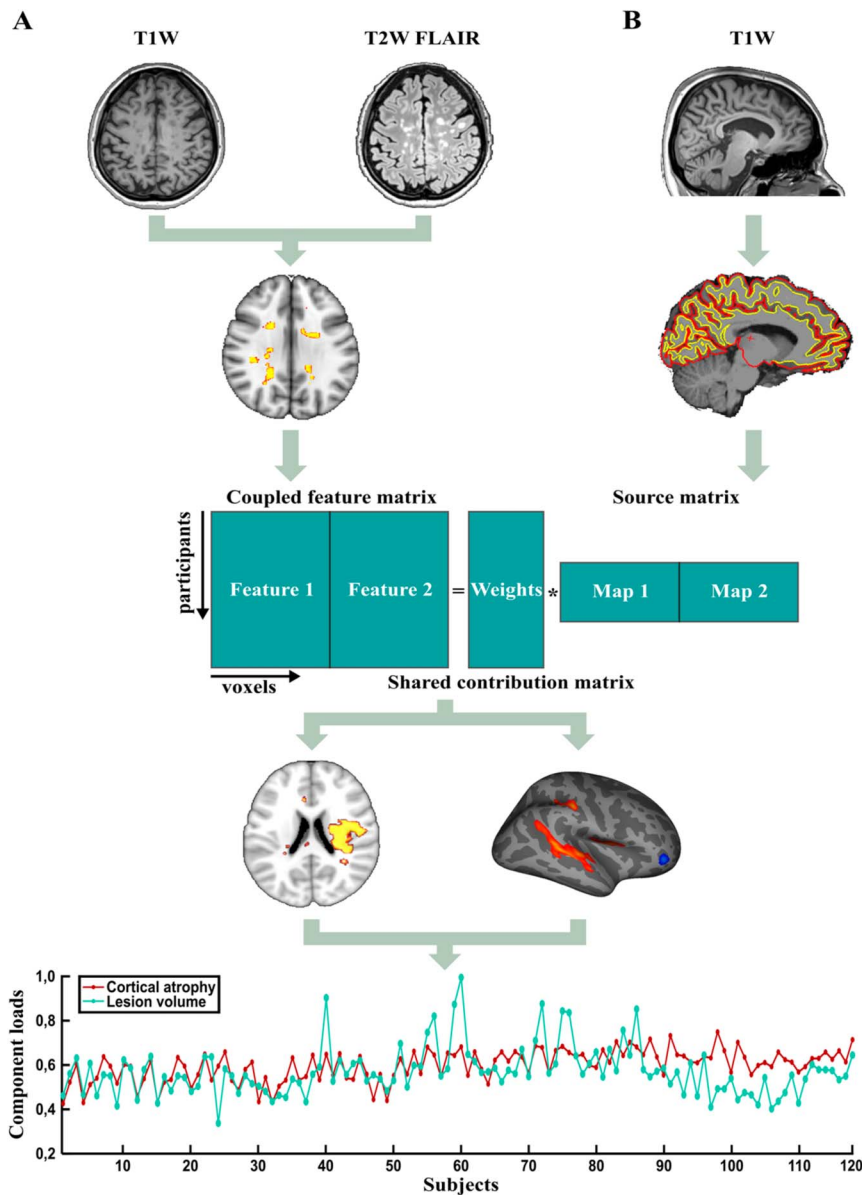 A
B
T1W
T2W FLAIR
T1W
Coupled feature matrix
Source matrix
participants
Feature 1
Feature 2
=
Weights
*
Map 1
Map 2
voxels
Shared contribution matrix
Component loads
1,0
0,8
0,6
0,4
0,2
Cortical atrophy
Lesion volume
10
20
30
40
50
60
70
80
90
100
110
120
Subjects